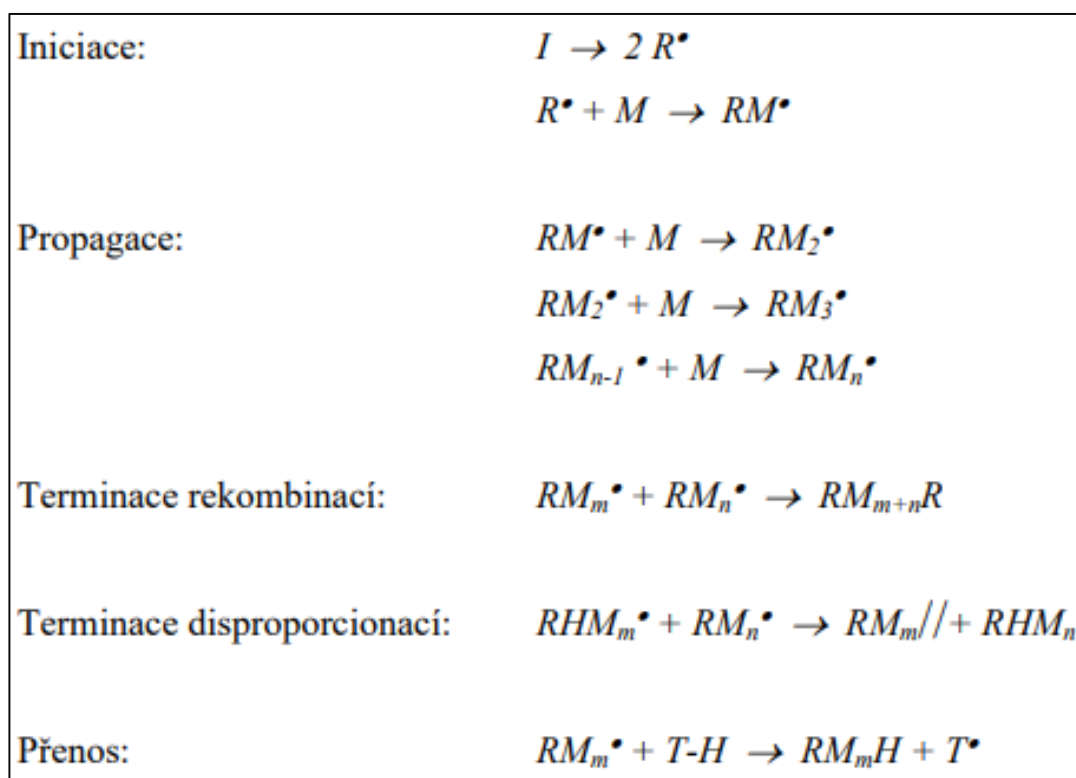 Iniciace: I → 2 R•
R• + M → RM•
Propagace: RM• + M → RM₂•
RM₂• + M → RM₃•
RMₙ₋₁ • + M → RMₙ•
Terminace rekombinací: RMₘ• + RMₙ• → RMₘ₊ₙR
Terminace disproporcionací: RHMₘ• + RMₙ• → RMₘ// + RHMₙ
Přenos: RMₘ• + T-H → RMₘH + T•